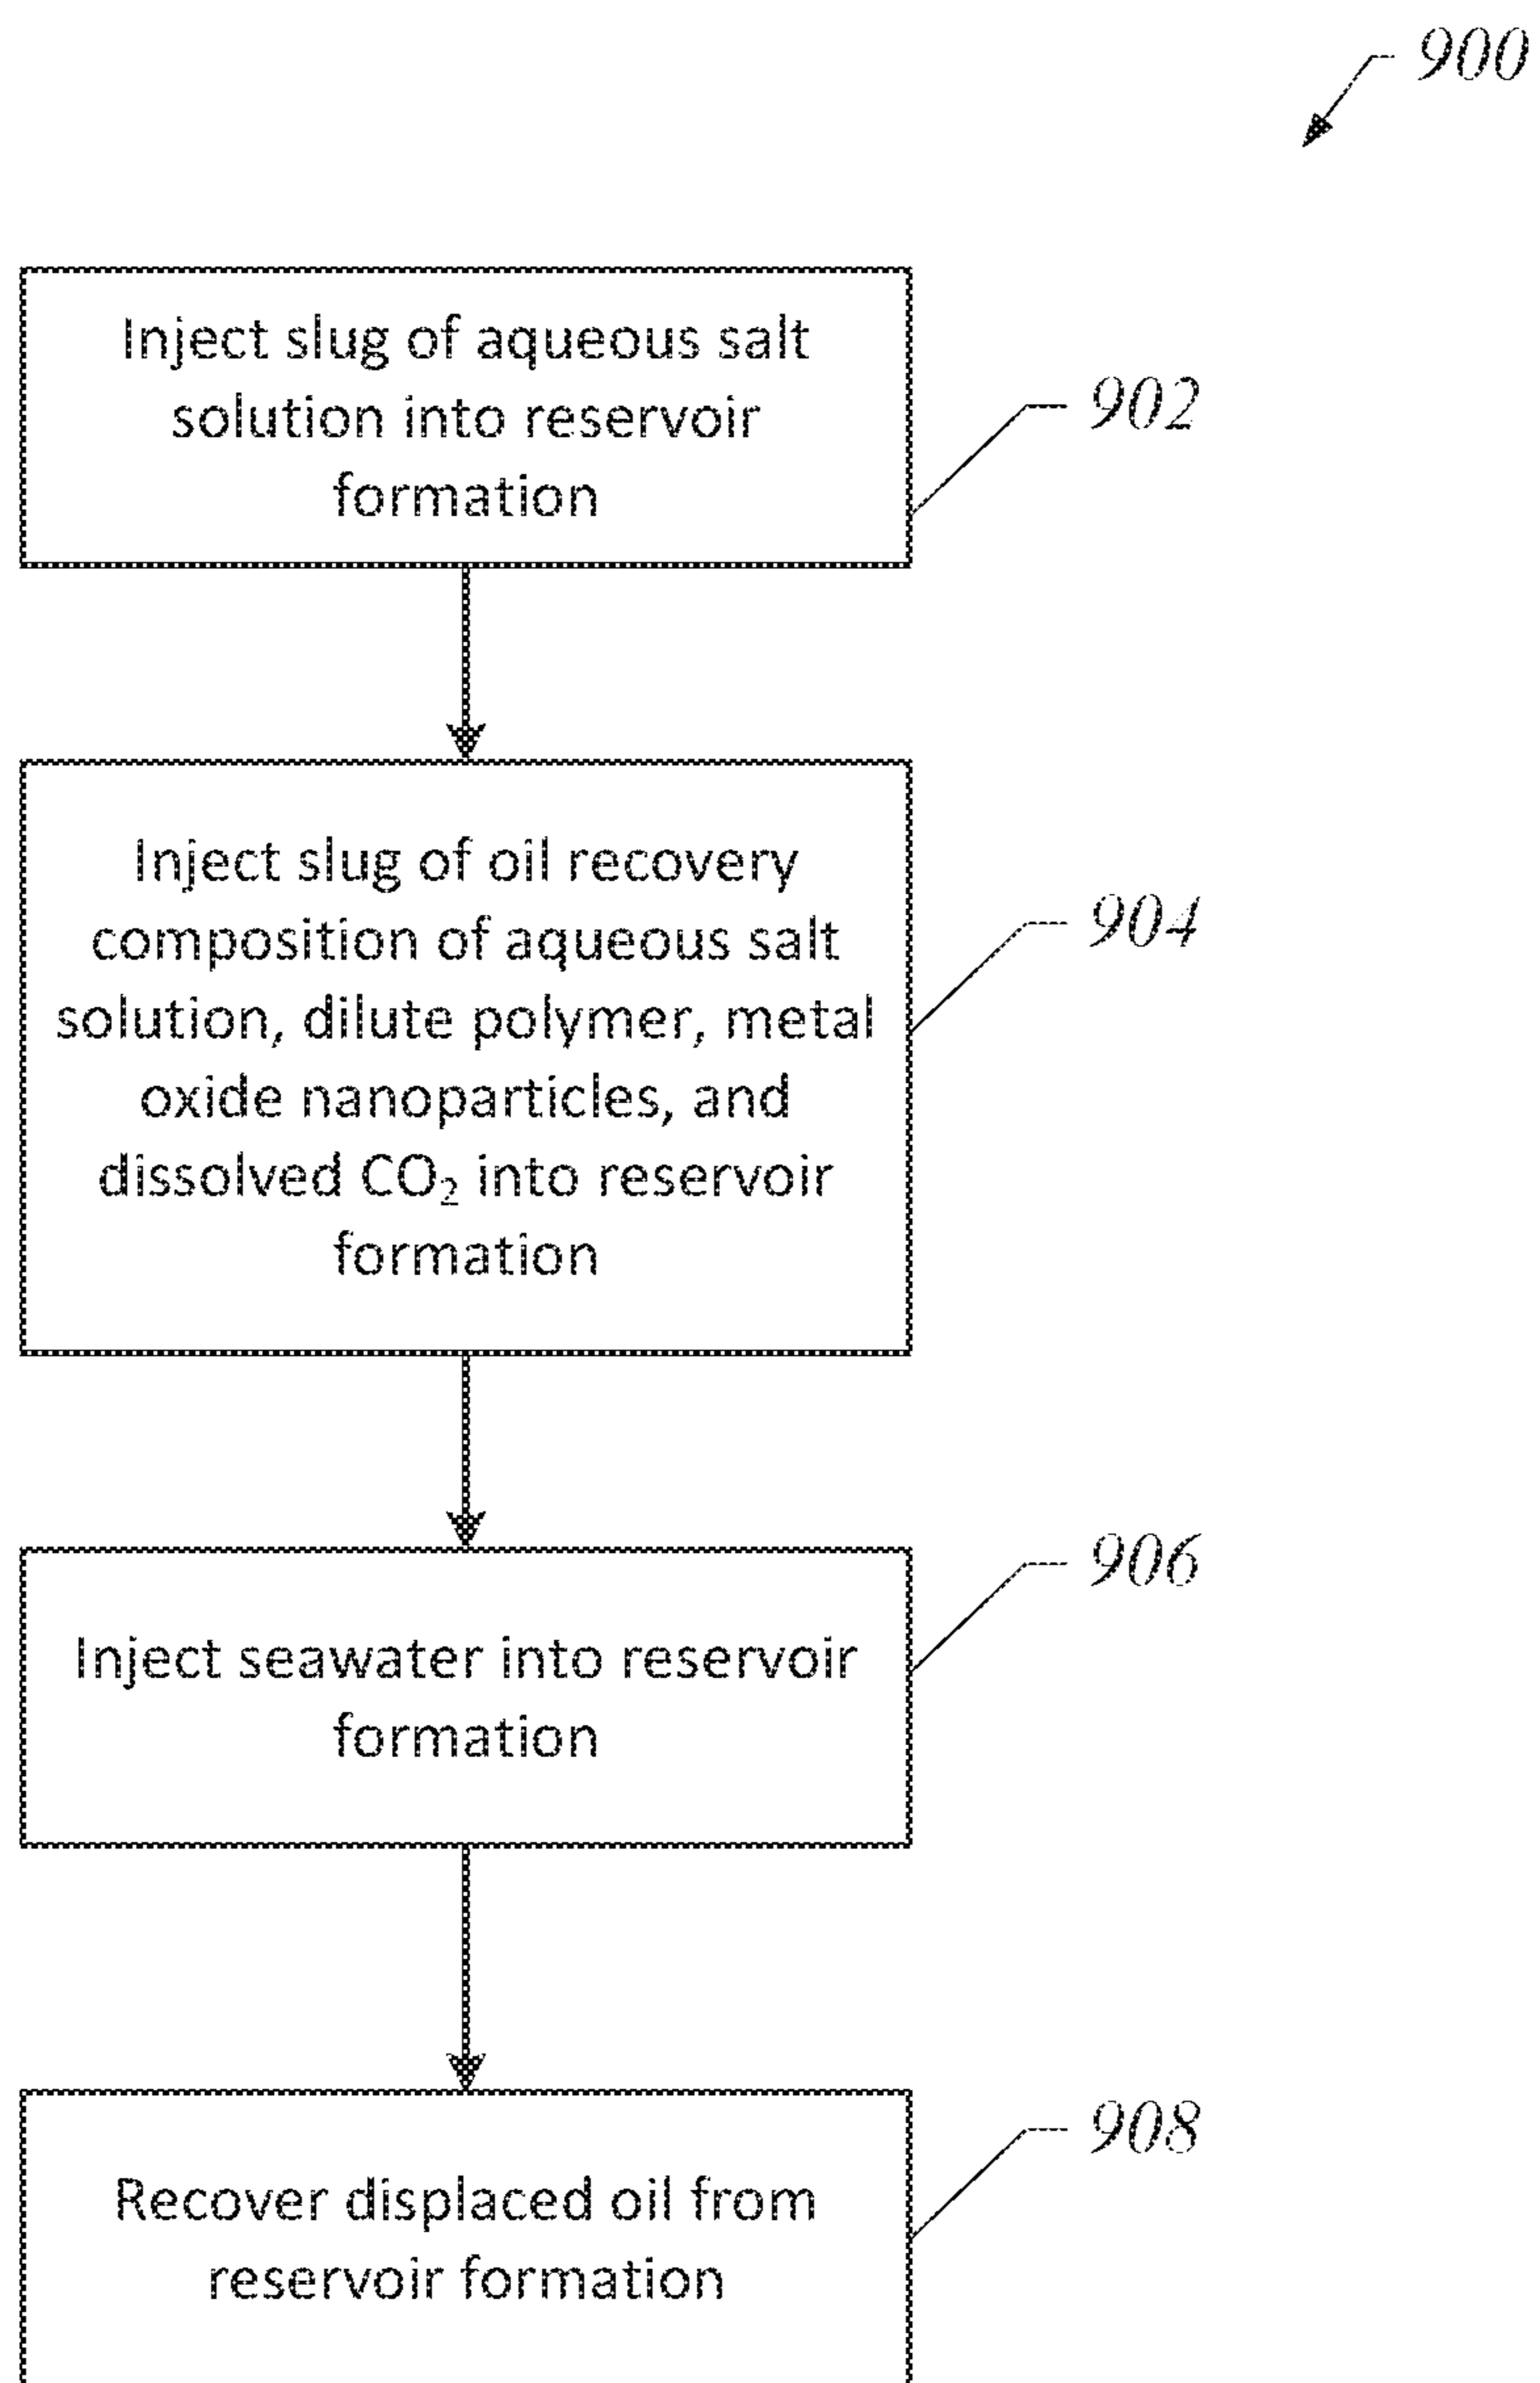 900
Inject slug of aqueous salt
solution into reservoir
formation
902
Inject slug of oil recovery
composition of aqueous salt
solution, dilute polymer, metal
oxide nanoparticles, and
dissolved CO₂ into reservoir
formation
904
Inject seawater into reservoir
formation
906
Recover displaced oil from
reservoir formation
908